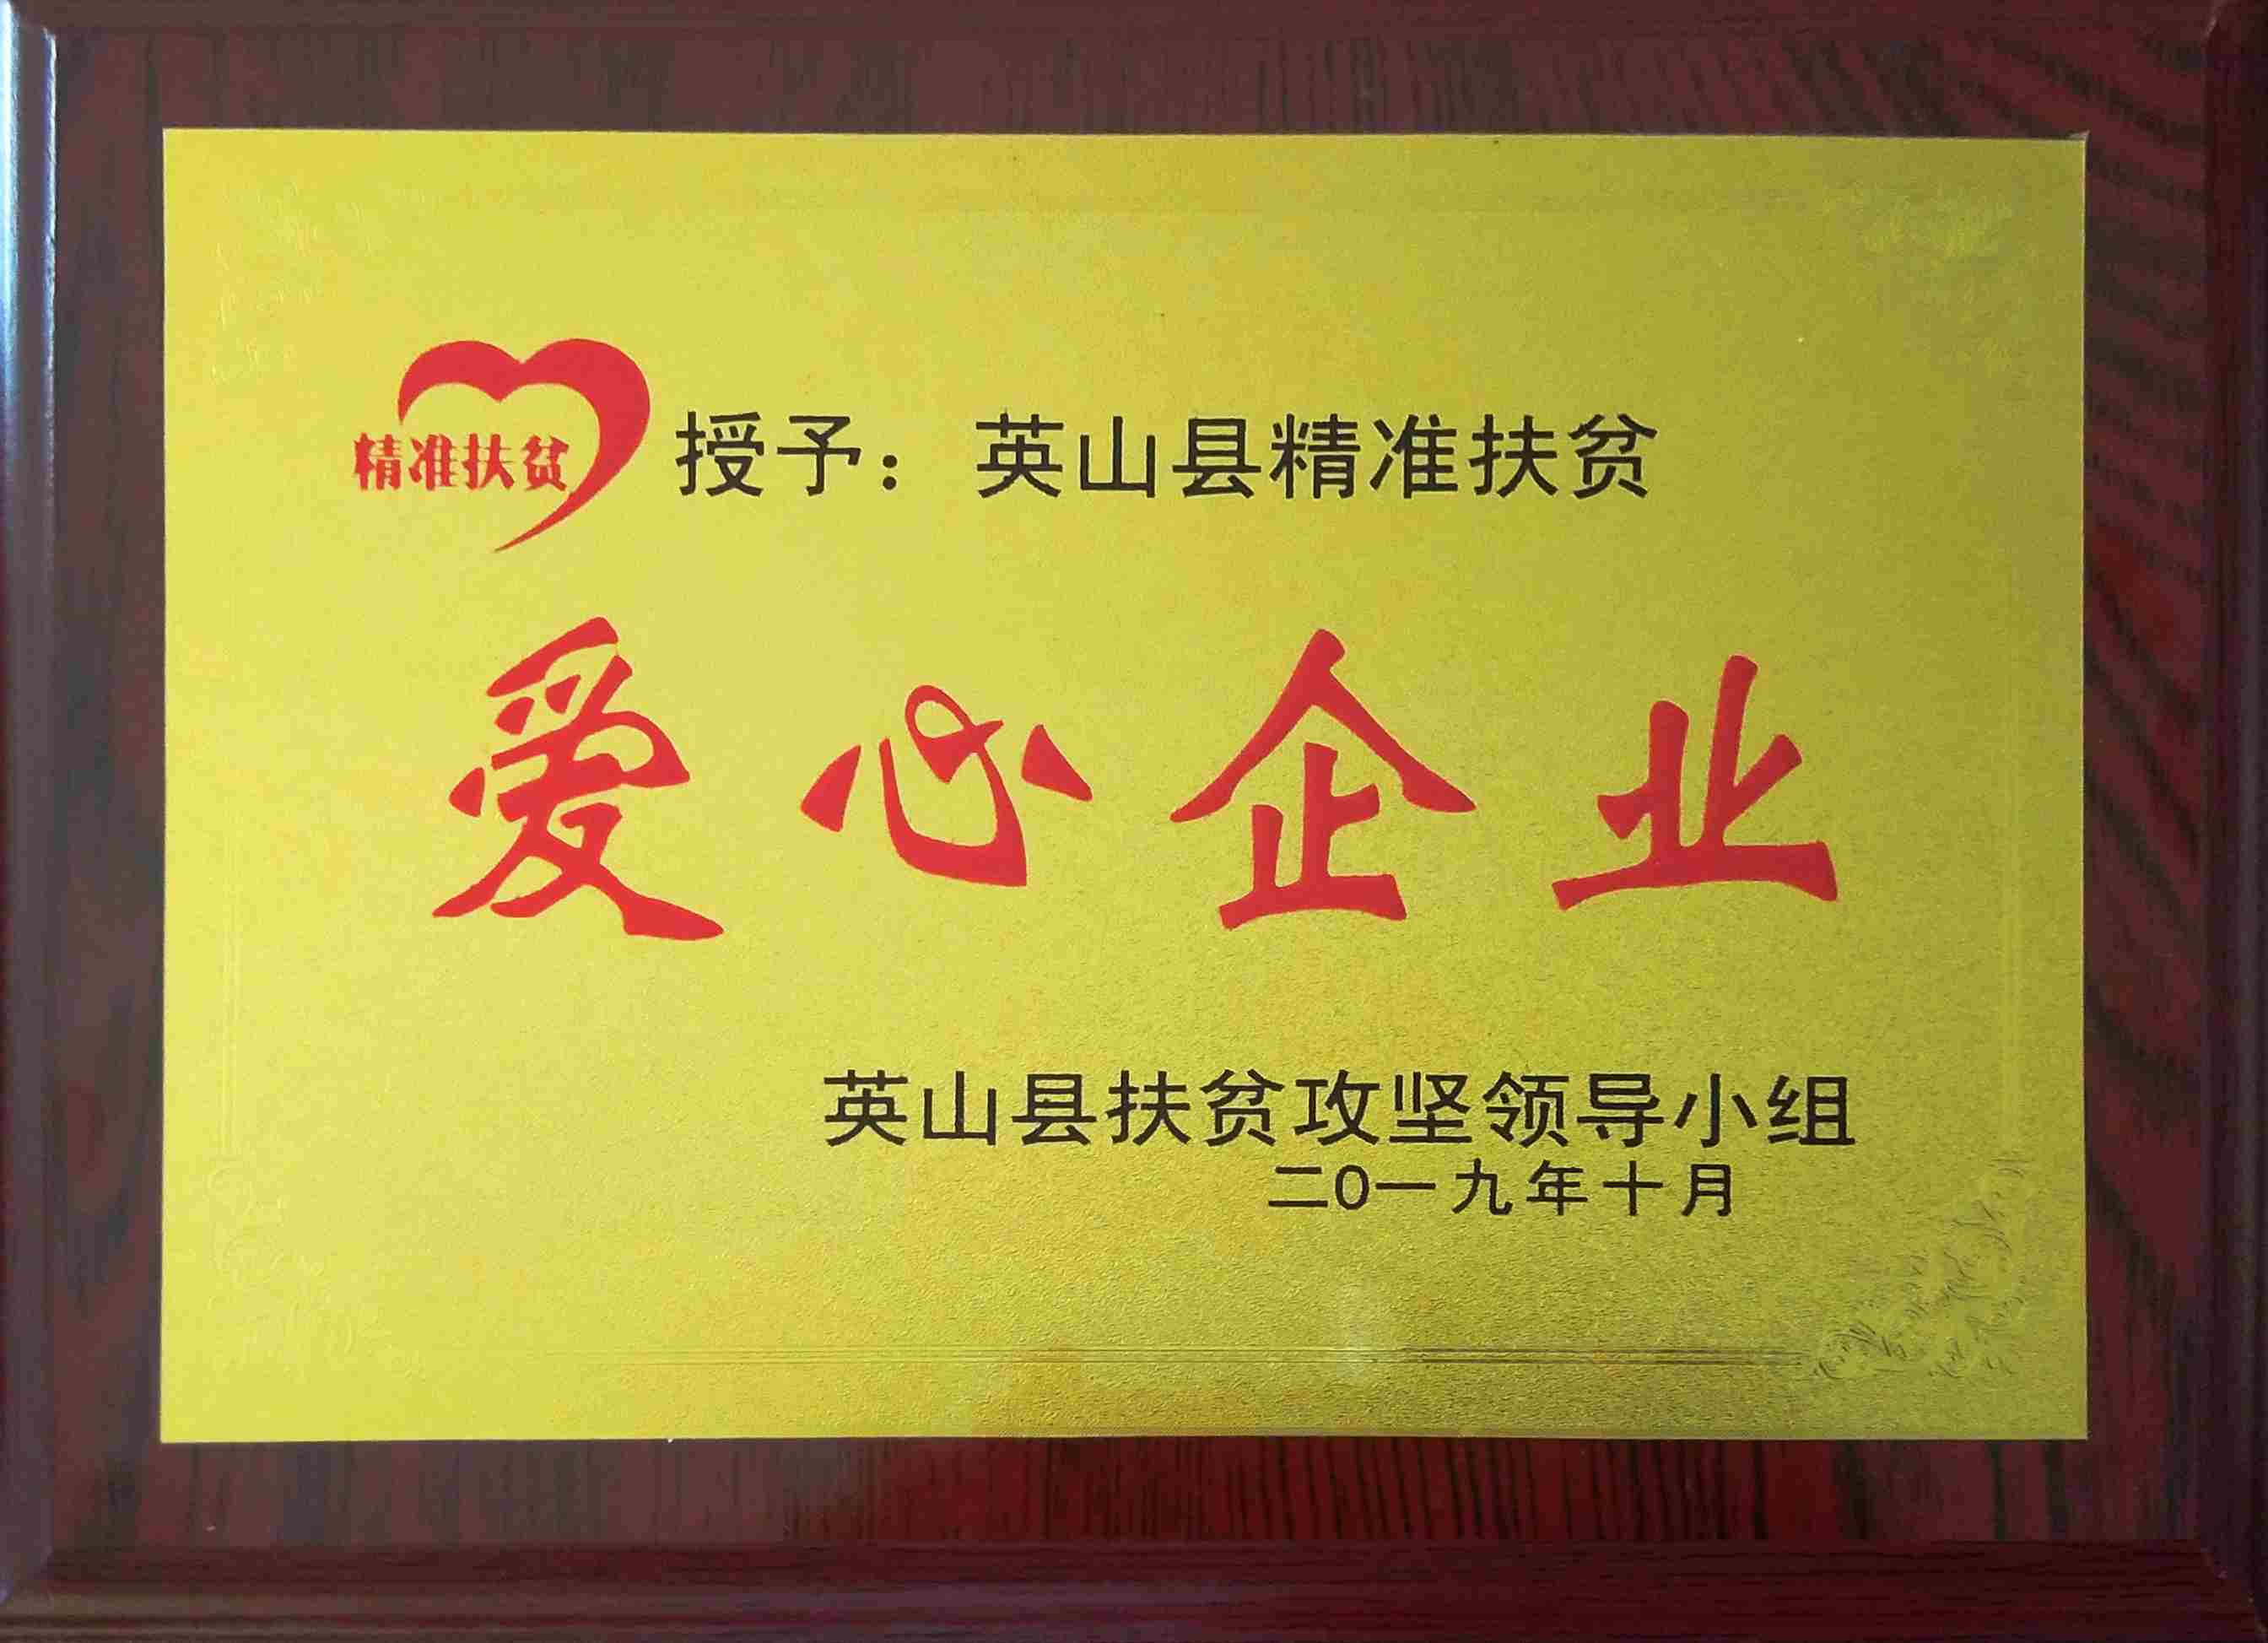 精准扶贫
授予：英山县精准扶贫
爱心企业
英山县扶贫攻坚领导小组
二0一九年十月